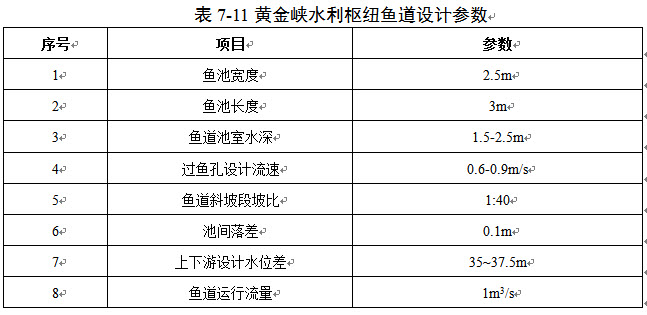 表 7-11 黄金峡水利枢纽鱼道设计参数
序号 项目 参数
1 鱼池宽度 2.5m
2 鱼池长度 3m
3 鱼道池室水深 1.5-2.5m
4 过鱼孔设计流速 0.6-0.9m/s
5 鱼道斜坡段坡比 1:40
6 池间落差 0.1m
7 上下游设计水位差 35~37.5m
8 鱼道运行流量 1m³/s